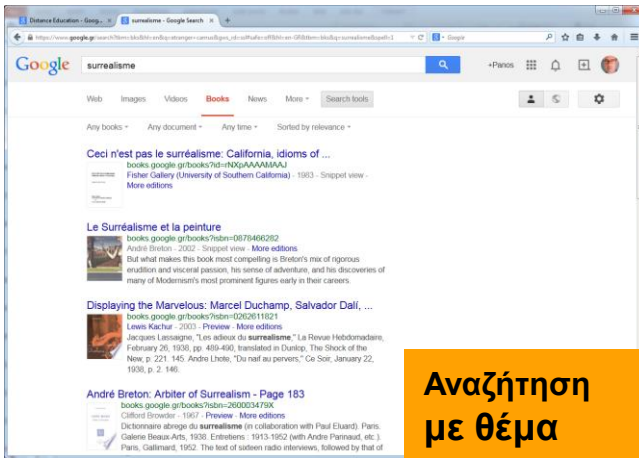 Distance Education - Goog...
surrealisme - Google Search
Google
surrealisme
+Panos
Web Images Videos Books News More Search tools
Any books Any document Any time Sorted by relevance
Ceci n'est pas le surréalisme: California, idioms of ...
books.google.gr/books?id=rNXpAAAAMAAJ
Fisher Gallery (University of Southern California) - 1983 - Snippet view -
More editions
Le Surréalisme et la peinture
books.google.gr/books?isbn=0878466282
André Breton - 2002 - Snippet view - More editions
But what makes this book most compelling is Breton's mix of rigorous
erudition and visceral passion, his sense of adventure, and his discoveries of
many of Modernism's most prominent figures early in their careers.
Displaying the Marvelous: Marcel Duchamp, Salvador Dalí, ...
books.google.gr/books?isbn=0262611821
Lewis Kachur - 2003 - Preview - More editions
Jacques Lassaigne, "Les adieux du surrealisme," La Revue Hebdomadaire,
February 26, 1938, pp. 489-490, translated in Dunlop, The Shock of the
New, p. 221. 145. Andre Lhote, "Du naif au pervers," Ce Soir, January 22,
1938, p. 2. 146.
André Breton: Arbiter of Surrealism - Page 183
books.google.gr/books?isbn=260003479X
Clifford Browder - 1967 - Preview - More editions
Dictionnaire abrege du surrealisme (in collaboration with Paul Eluard). Paris.
Galerie Beaux-Arts, 1938. Entretiens : 1913-1952 (with Andre Parinaud, etc.).
Paris, Gallimard, 1952. The text of sixteen radio interviews, followed by that of
Αναζήτηση
με θέμα